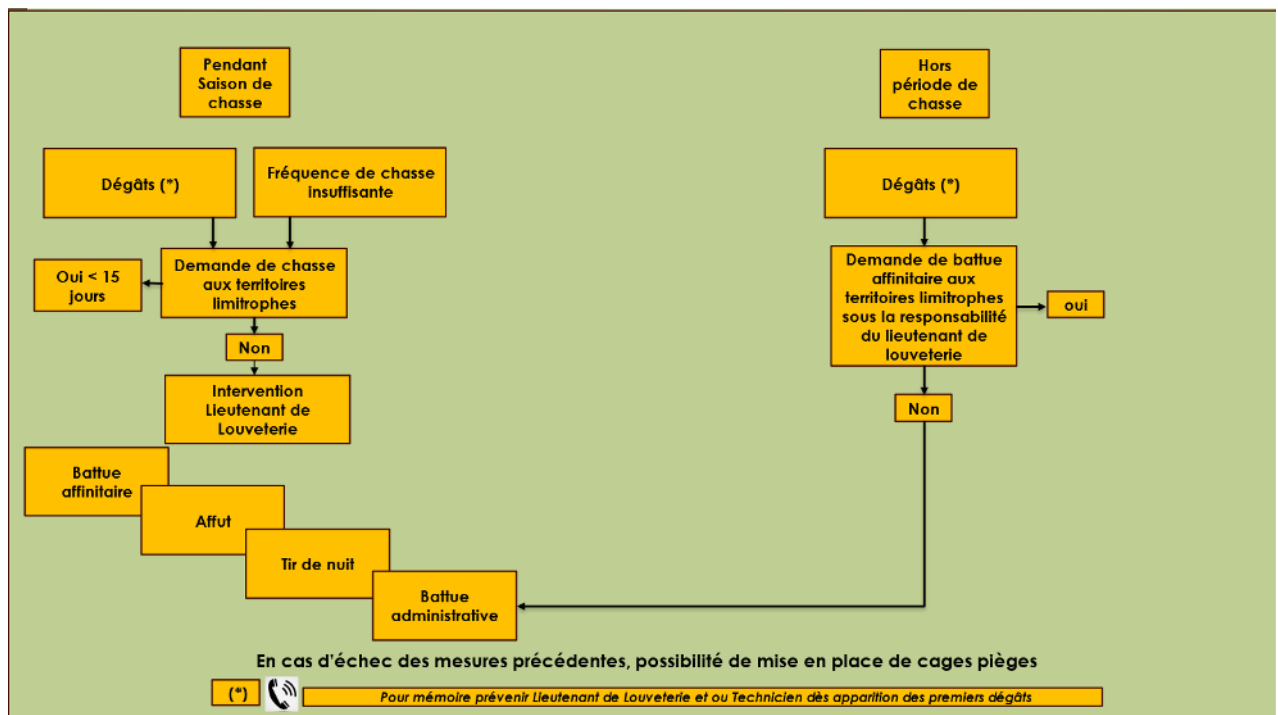 Pendant
Saison de
chasse
Hors
période de
chasse
Dégâts (*)
Fréquence de chasse
insuffisante
Dégâts (*)
Oui < 15
jours
Demande de chasse
aux territoires
limitrophes
Demande de battue
affinitaire aux
territoires limitrophes
sous la responsabilité
du lieutenant de
louveterie
oui
Non
Intervention
Lieutenant de
Louveterie
Non
Battue
affinitaire
Affut
Tir de nuit
Battue
administrative
En cas d'échec des mesures précédentes, possibilité de mise en place de cages pièges
(*)
Pour mémoire prévenir Lieutenant de Louveterie et ou Technicien dès apparition des premiers dégâts